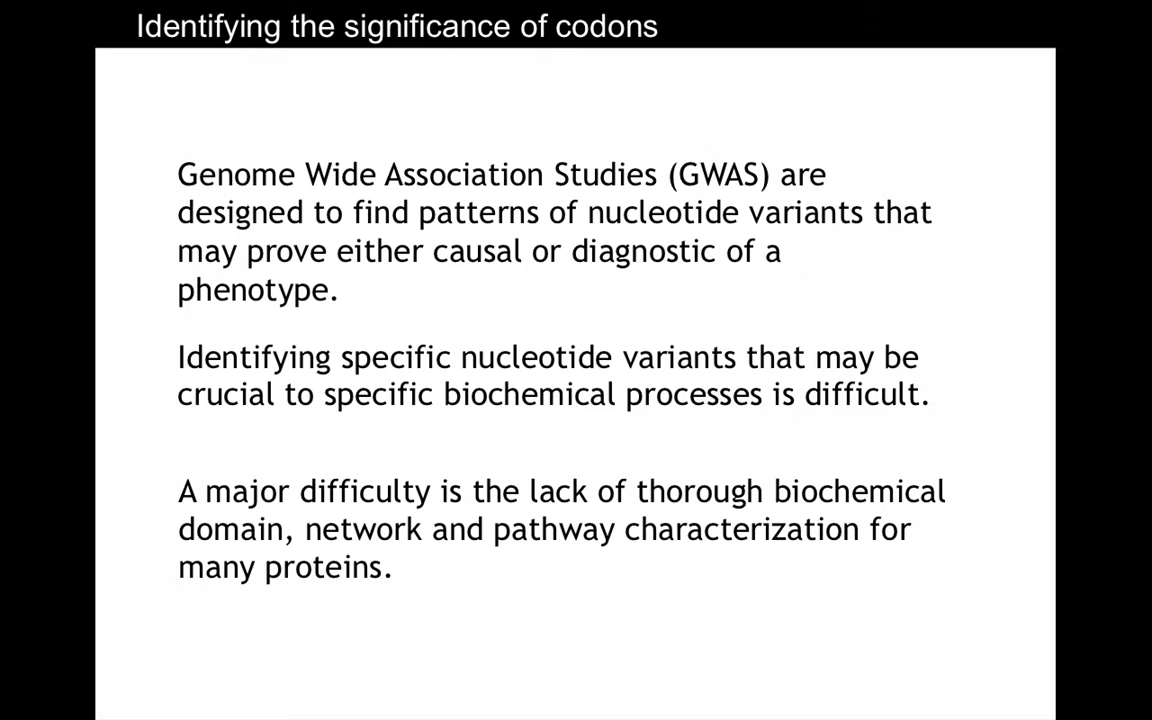 Identifying the significance of codons
Genome Wide Association Studies (GWAS) are
designed to find patterns of nucleotide variants that
may prove either causal or diagnostic of a
phenotype.
Identifying specific nucleotide variants that may be
crucial to specific biochemical processes is difficult.
A major difficulty is the lack of thorough biochemical
domain, network and pathway characterization for
many proteins.